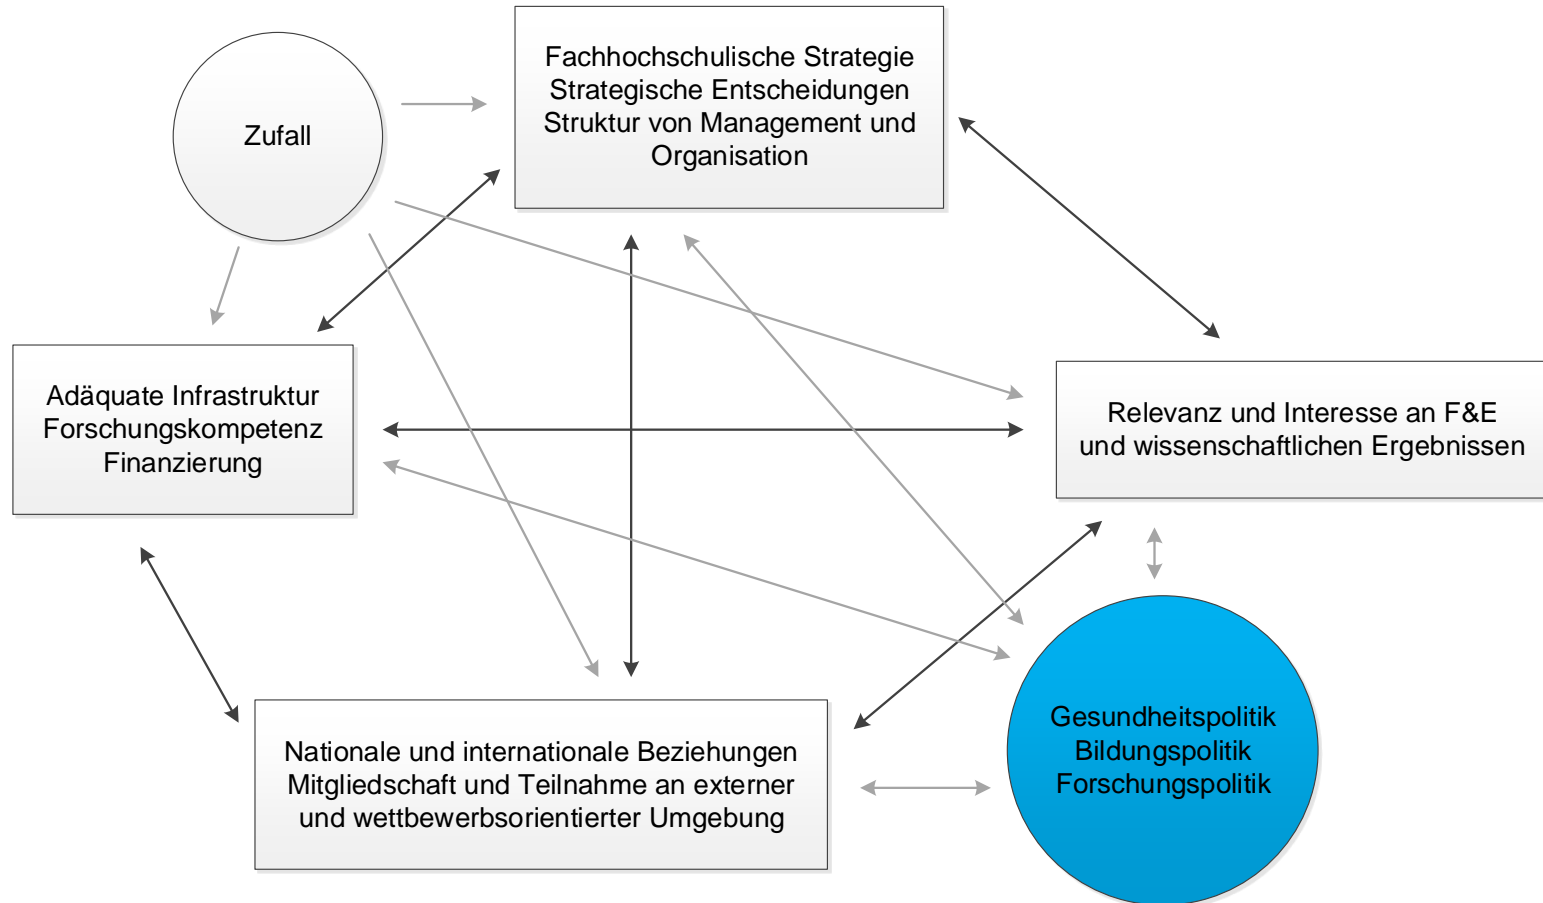 Zufall
Fachhochschulische Strategie
Strategische Entscheidungen
Struktur von Management und
Organisation
Adäquate Infrastruktur
Forschungskompetenz
Finanzierung
Relevanz und Interesse an F&E
und wissenschaftlichen Ergebnissen
Nationale und internationale Beziehungen
Mitgliedschaft und Teilnahme an externer
und wettbewerbsorientierter Umgebung
Gesundheitspolitik
Bildungspolitik
Forschungspolitik